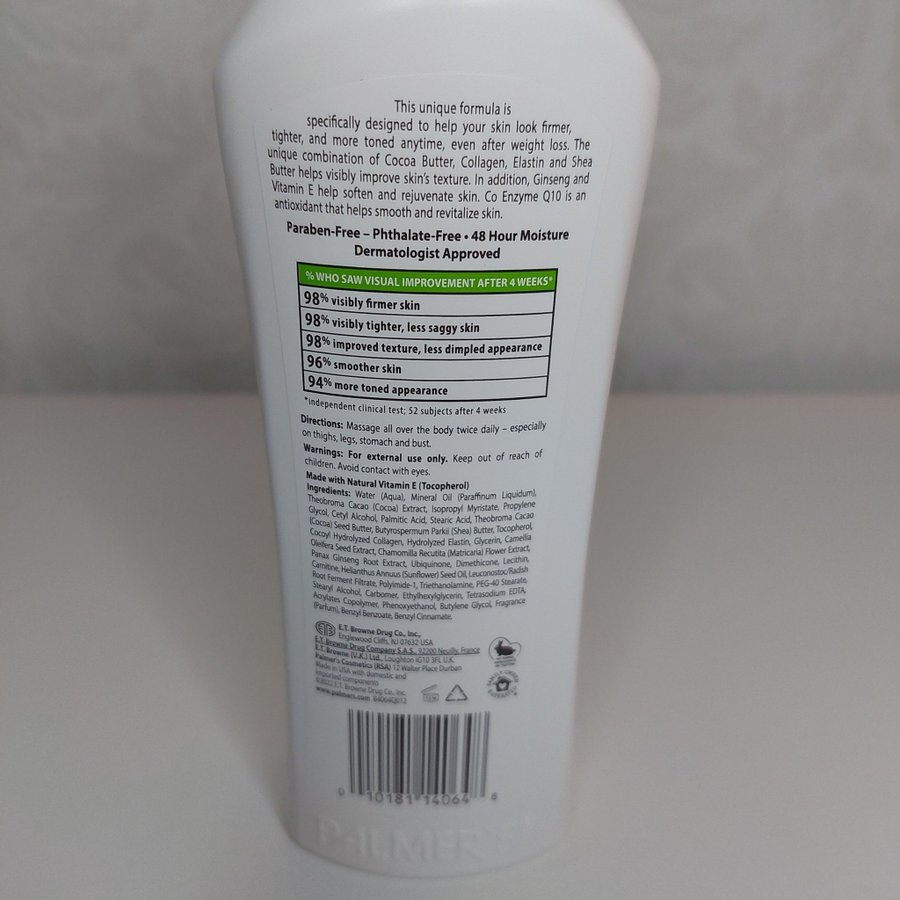 This unique formula is
specifically designed to help your skin look firmer,
tighter, and more toned anytime, even after weight loss. The
unique combination of Cocoa Butter, Collagen, Elastin and Shea
Butter helps visibly improve skin's texture. In addition, Ginseng and
Vitamin E help soften and rejuvenate skin. Co Enzyme Q10 is an
antioxidant that helps smooth and revitalize skin.
Paraben-Free – Phthalate-Free • 48 Hour Moisture
Dermatologist Approved
% WHO SAW VISUAL IMPROVEMENT AFTER 4 WEEKS*
98% visibly firmer skin
98% visibly tighter, less saggy skin
98% improved texture, less dimpled appearance
96% smoother skin
94% more toned appearance
*independent clinical test; 52 subjects after 4 weeks
Directions: Massage all over the body twice daily – especially
on thighs, legs, stomach and bust.
Warnings: For external use only. Keep out of reach of
children. Avoid contact with eyes.
Made with Natural Vitamin E (Tocopherol)
Ingredients: Water (Aqua), Mineral Oil (Paraffinum Liquidum),
Theobroma Cacao (Cocoa) Extract, Isopropyl Myristate, Propylene
Glycol, Cetyl Alcohol, Palmitic Acid, Stearic Acid, Theobroma Cacao
(Cocoa) Seed Butter, Butyrospermum Parkii (Shea) Butter, Tocopherol,
Cocoyl Hydrolyzed Collagen, Hydrolyzed Elastin, Glycerin, Camellia
Oleifera Seed Extract, Chamomilla Recutita (Matricaria) Flower Extract,
Panax Ginseng Root Extract, Ubiquinone, Dimethicone, Lecithin,
Carnitine, Helianthus Annuus (Sunflower) Seed Oil, Leuconostoc/Radish
Root Ferment Filtrate, Polyimide-1, Triethanolamine, PEG-40 Stearate,
Stearyl Alcohol, Carbomer, Ethylhexylglycerin, Tetrasodium EDTA,
Acrylates Copolymer, Phenoxyethanol, Butylene Glycol, Fragrance
(Parfum), Benzyl Benzoate, Benzyl Cinnamate.
E.T. Browne Drug Co., Inc.,
Englewood Cliffs, NJ 07632 USA
E.T. Browne Drug Company S.A.S., 92200 Neuilly, France
E.T. Browne (U.K.) Ltd., Loughton IG10 3FL U.K.
Palmer's Cosmetics (RSA) 12 Walter Place Durban
Made in USA with domestic and
imported components
©2022 E.T. Browne Drug Co., Inc.
www.palmers.com
0 10181 14064 6
PALMER'S